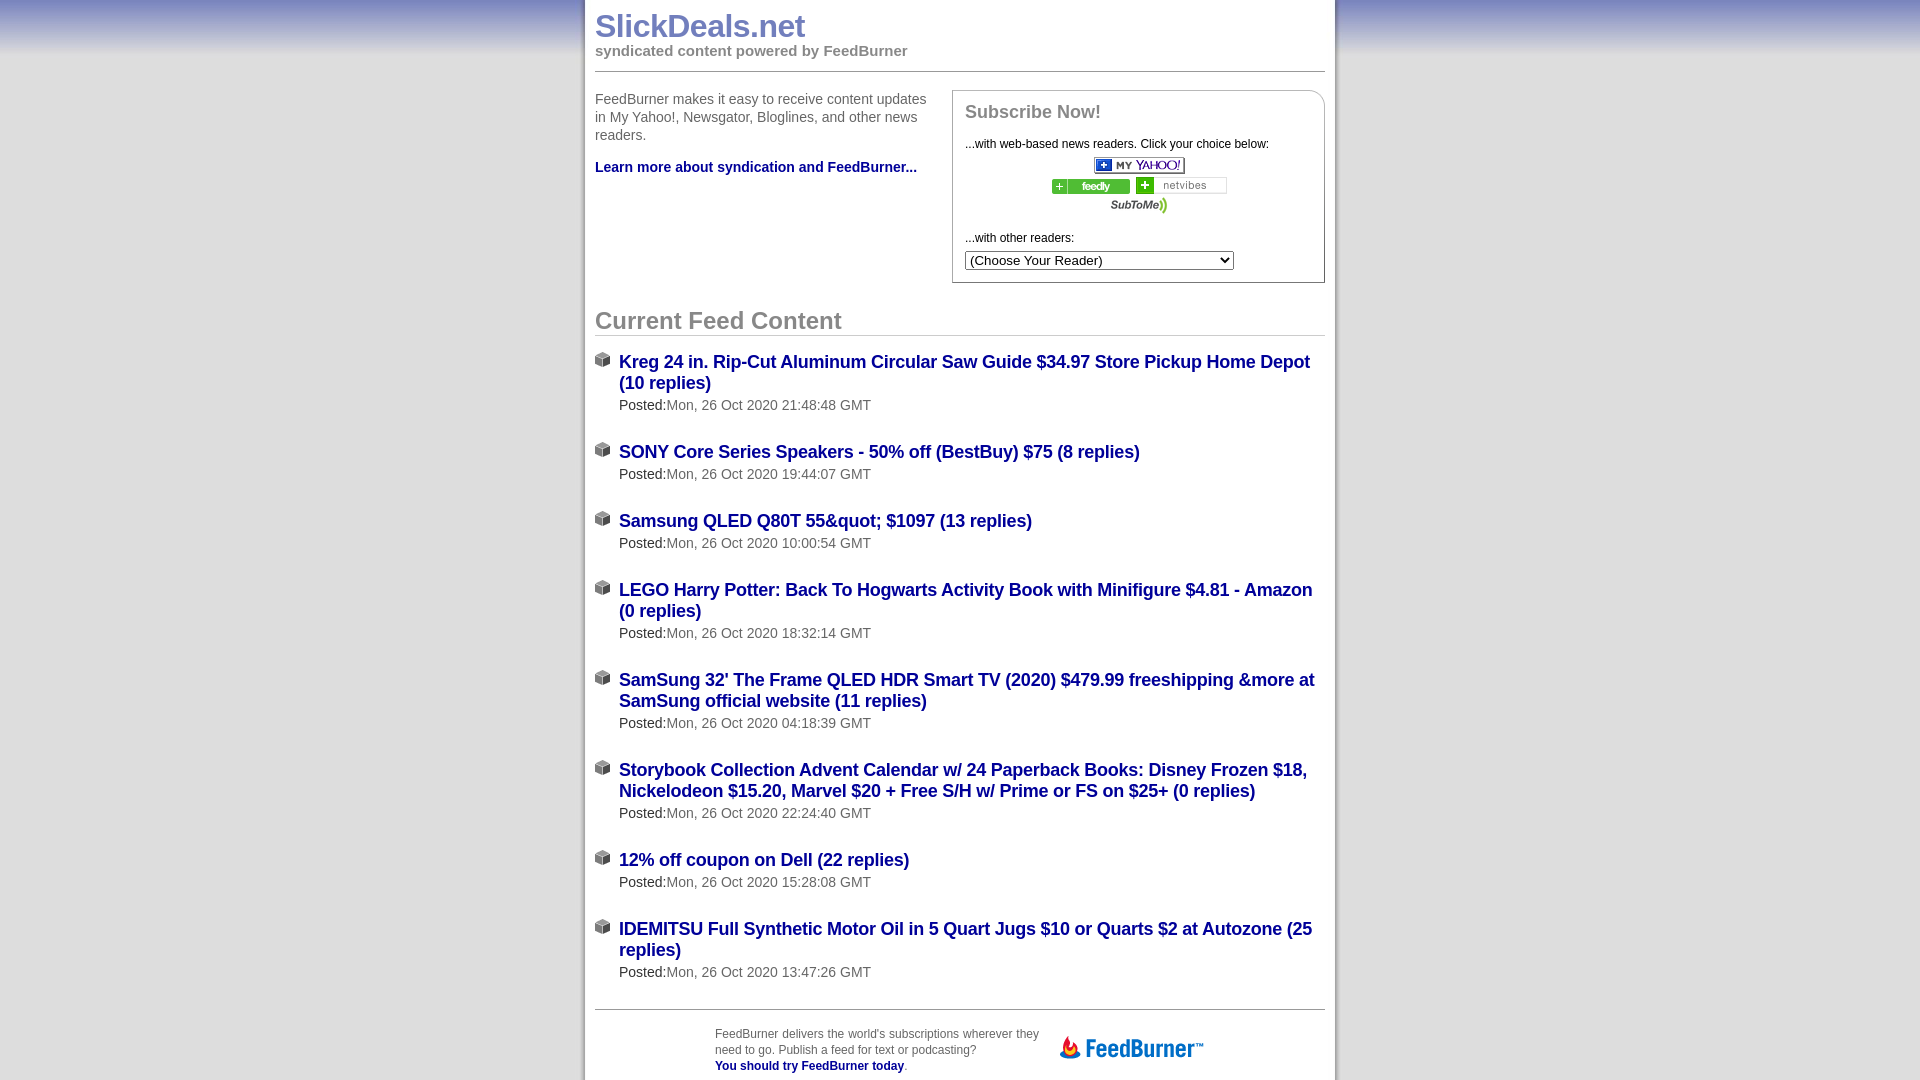 SlickDeals.net
syndicated content powered by FeedBurner
FeedBurner makes it easy to receive content updates
in My Yahoo!, Newsgator, Bloglines, and other news
readers.
Learn more about syndication and FeedBurner...
Subscribe Now!
...with web-based news readers. Click your choice below:
MY YAHOO!
feedly
netvibes
SubToMe
...with other readers:
(Choose Your Reader)
Current Feed Content
Kreg 24 in. Rip-Cut Aluminum Circular Saw Guide $34.97 Store Pickup Home Depot
(10 replies)
Posted:Mon, 26 Oct 2020 21:48:48 GMT
SONY Core Series Speakers - 50% off (BestBuy) $75 (8 replies)
Posted:Mon, 26 Oct 2020 19:44:07 GMT
Samsung QLED Q80T 55&quot; $1097 (13 replies)
Posted:Mon, 26 Oct 2020 10:00:54 GMT
LEGO Harry Potter: Back To Hogwarts Activity Book with Minifigure $4.81 - Amazon
(0 replies)
Posted:Mon, 26 Oct 2020 18:32:14 GMT
SamSung 32' The Frame QLED HDR Smart TV (2020) $479.99 freeshipping &more at
SamSung official website (11 replies)
Posted:Mon, 26 Oct 2020 04:18:39 GMT
Storybook Collection Advent Calendar w/ 24 Paperback Books: Disney Frozen $18,
Nickelodeon $15.20, Marvel $20 + Free S/H w/ Prime or FS on $25+ (0 replies)
Posted:Mon, 26 Oct 2020 22:24:40 GMT
12% off coupon on Dell (22 replies)
Posted:Mon, 26 Oct 2020 15:28:08 GMT
IDEMITSU Full Synthetic Motor Oil in 5 Quart Jugs $10 or Quarts $2 at Autozone (25
replies)
Posted:Mon, 26 Oct 2020 13:47:26 GMT
FeedBurner delivers the world's subscriptions wherever they
need to go. Publish a feed for text or podcasting?
You should try FeedBurner today.
FeedBurner™